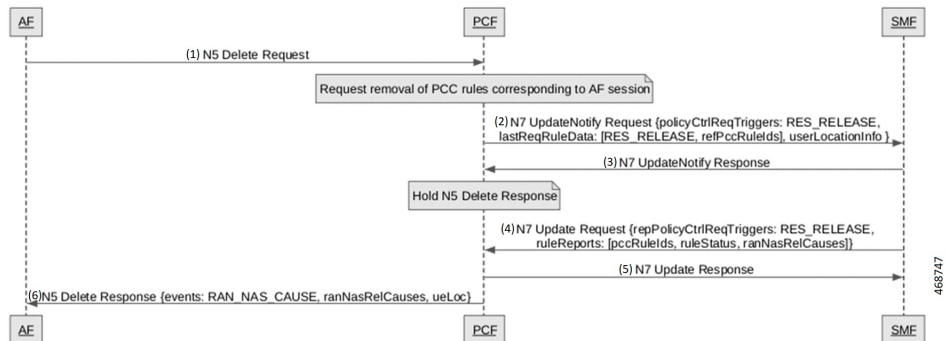 AF PCF SMF
(1) N5 Delete Request
Request removal of PCC rules corresponding to AF session
(2) N7 UpdateNotify Request {policyCtrlReqTriggers: RES_RELEASE,
lastReqRuleData: [RES_RELEASE, refPccRuleIds], userLocationInfo }
(3) N7 UpdateNotify Response
Hold N5 Delete Response
(4) N7 Update Request {repPolicyCtrlReqTriggers: RES_RELEASE,
ruleReports: [pccRuleIds, ruleStatus, ranNasRelCauses]}
(5) N7 Update Response
(6)N5 Delete Response {events: RAN_NAS_CAUSE, ranNasRelCauses, ueLoc}
AF PCF SMF
468747